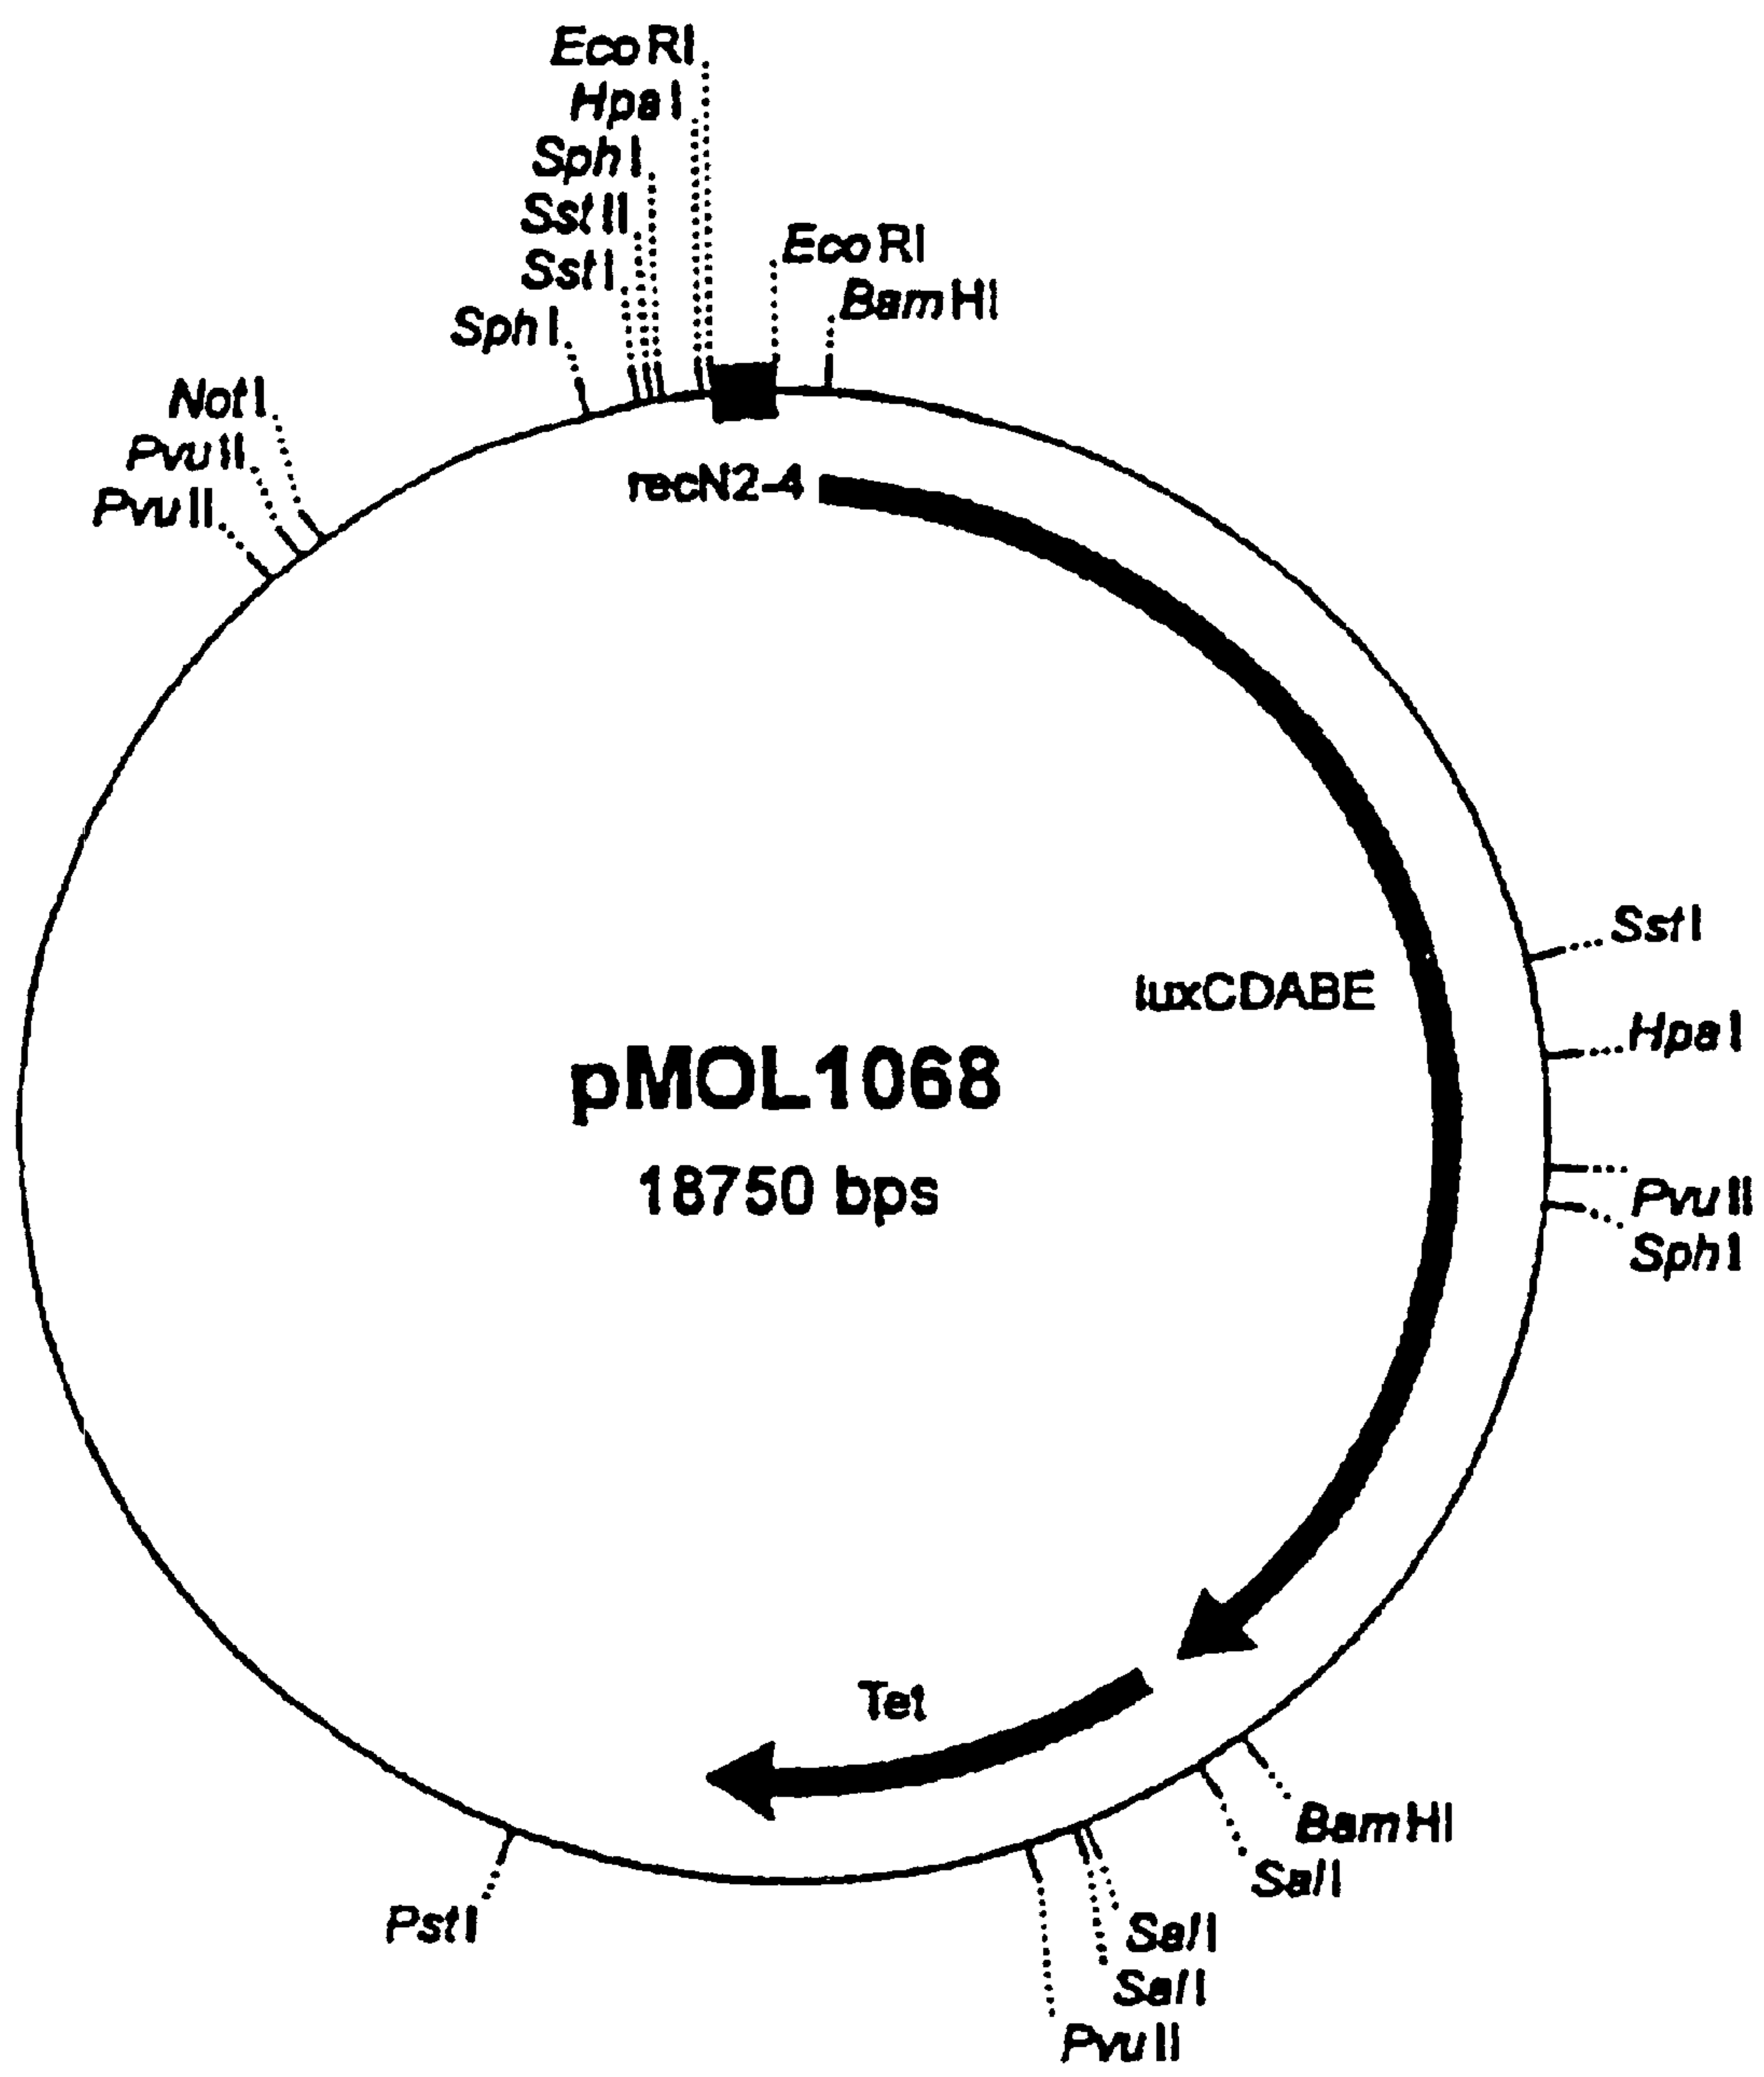 EcoRI
HpaI
SphI
SstII
SstI
SphI
EcoRI
BamHI
NotI
PvuII
PvuII
recN2-4
SstI
luxCDABE
HpaI
pMOL1068
18750 bps
PvuII
SphI
Tet
BamHI
SalI
PstI
SalI
SalI
PvuII